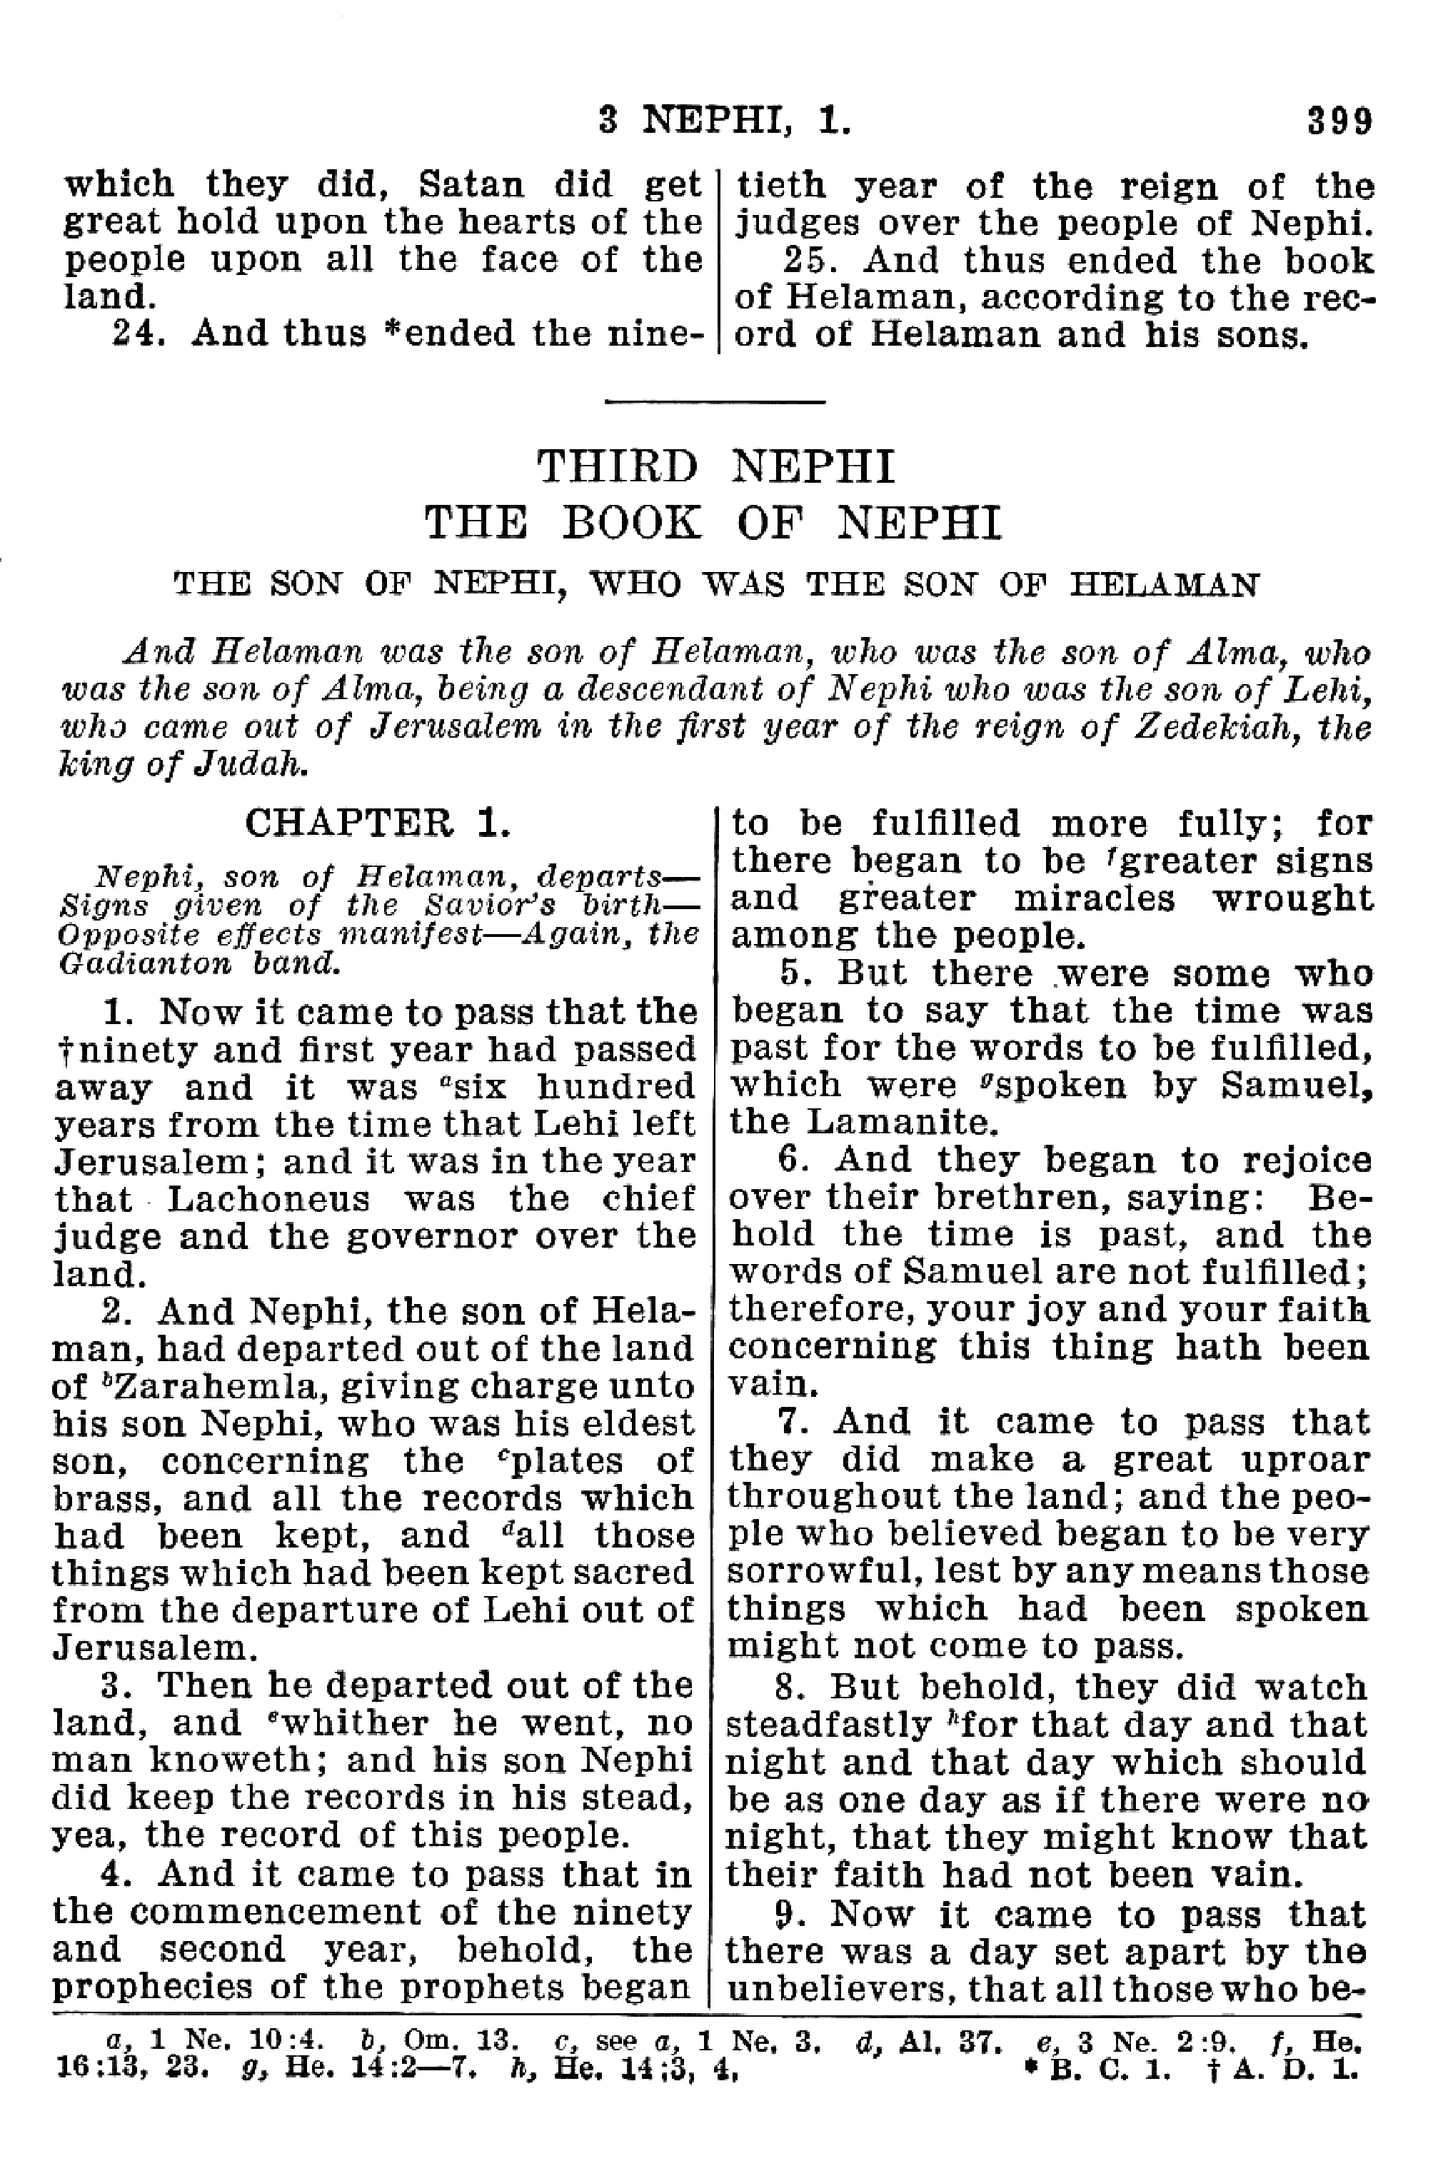 3 NEPHI, 1.
399
which they did, Satan did get
great hold upon the hearts of the
people upon all the face of the
land.
24. And thus *ended the nine-
tieth year of the reign of the
judges over the people of Nephi.
25. And thus ended the book
of Helaman, according to the rec-
ord of Helaman and his sons.
THIRD NEPHI
THE BOOK OF NEPHI
THE SON OF NEPHI, WHO WAS THE SON OF HELAMAN
And Helaman was the son of Helaman, who was the son of Alma, who
was the son of Alma, being a descendant of Nephi who was the son of Lehi,
who came out of Jerusalem in the first year of the reign of Zedekiah, the
king of Judah.
CHAPTER 1.
Nephi, son of Helaman, departs—
Signs given of the Savior's birth—
Opposite effects manifest—Again, the
Gadianton band.
1. Now it came to pass that the
†ninety and first year had passed
away and it was ᵃsix hundred
years from the time that Lehi left
Jerusalem; and it was in the year
that Lachoneus was the chief
judge and the governor over the
land.
2. And Nephi, the son of Hela-
man, had departed out of the land
of ᵇZarahemla, giving charge unto
his son Nephi, who was his eldest
son, concerning the ᶜplates of
brass, and all the records which
had been kept, and ᵈall those
things which had been kept sacred
from the departure of Lehi out of
Jerusalem.
3. Then he departed out of the
land, and ᵉwhither he went, no
man knoweth; and his son Nephi
did keep the records in his stead,
yea, the record of this people.
4. And it came to pass that in
the commencement of the ninety
and second year, behold, the
prophecies of the prophets began
to be fulfilled more fully; for
there began to be ᶠgreater signs
and greater miracles wrought
among the people.
5. But there were some who
began to say that the time was
past for the words to be fulfilled,
which were ᵍspoken by Samuel,
the Lamanite.
6. And they began to rejoice
over their brethren, saying: Be-
hold the time is past, and the
words of Samuel are not fulfilled;
therefore, your joy and your faith
concerning this thing hath been
vain.
7. And it came to pass that
they did make a great uproar
throughout the land; and the peo-
ple who believed began to be very
sorrowful, lest by any means those
things which had been spoken
might not come to pass.
8. But behold, they did watch
steadfastly ʰfor that day and that
night and that day which should
be as one day as if there were no
night, that they might know that
their faith had not been vain.
9. Now it came to pass that
there was a day set apart by the
unbelievers, that all those who be-
a, 1 Ne. 10:4. b, Om. 13. c, see a, 1 Ne. 3. d, Al. 37. e, 3 Ne. 2:9. f, He.
16:13, 23. g, He. 14:2—7. h, He. 14:3, 4. * B. C. 1. † A. D. 1.